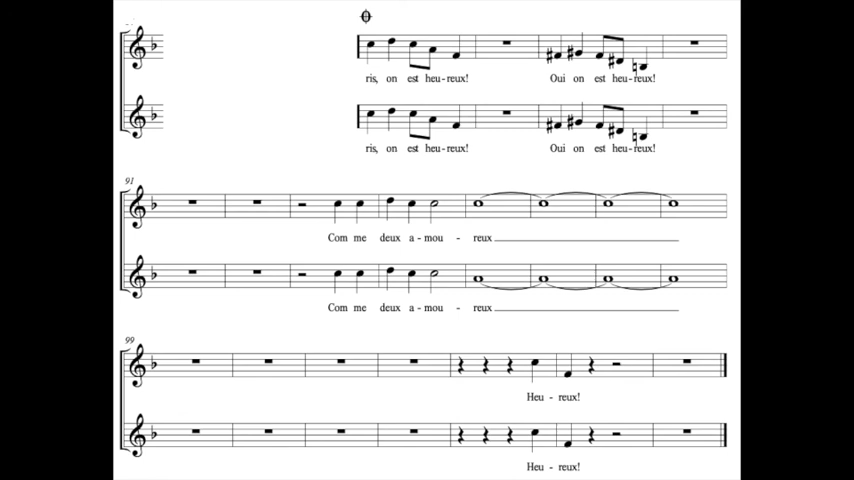 ris, on est heu-reux! Oui on est heu-reux!
ris, on est heu-reux! Oui on est heu-reux!
91
Com me deux a - mou - reux
Com me deux a - mou - reux
99
Heu - reux!
Heu - reux!